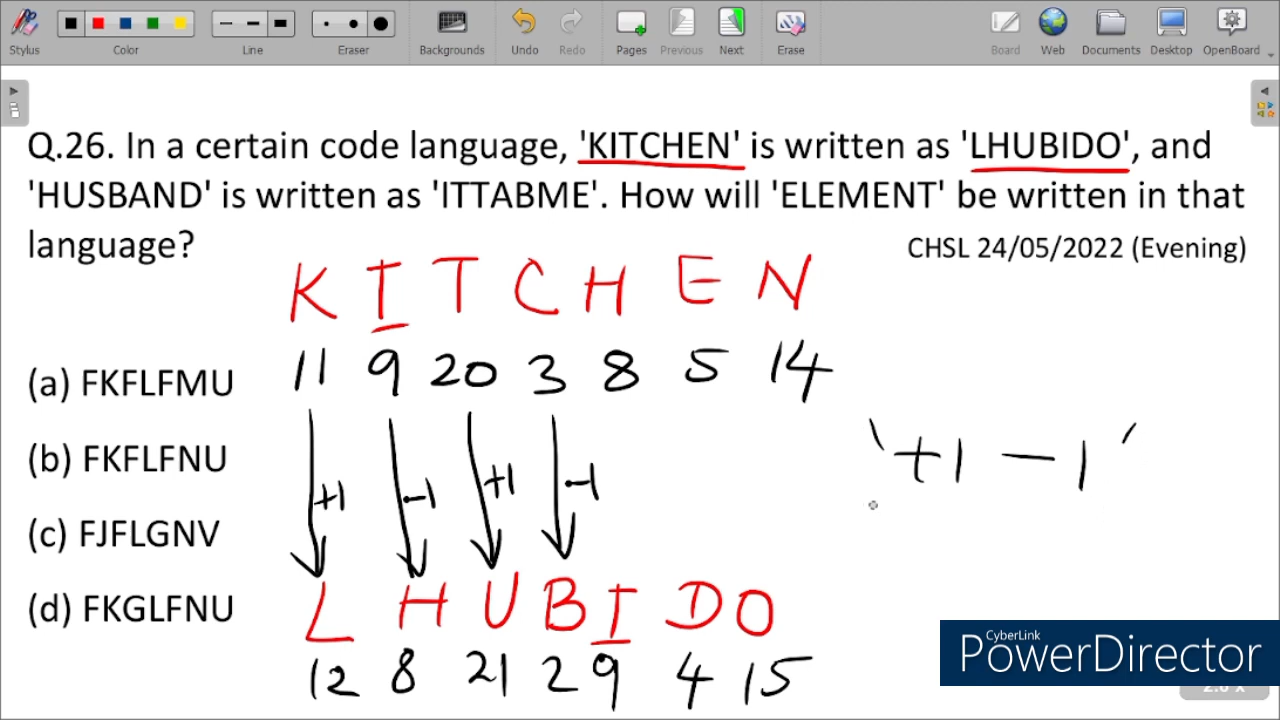 Stylus Color Line Eraser Backgrounds Undo Redo Pages Previous Next Erase Board Web Documents Desktop OpenBoard
Q.26. In a certain code language, 'KITCHEN' is written as 'LHUBIDO', and
'HUSBAND' is written as 'ITTABME'. How will 'ELEMENT' be written in that
language? CHSL 24/05/2022 (Evening)
K I T C H E N
11 9 20 3 8 5 14
(a) FKFLFMU
' +1 – 1 '
(b) FKFLFNU
+1 -1 +1 -1
(c) FJFLGNV
(d) FKGLFNU
L H U B I D O
12 8 21 2 9 4 15
CyberLink
PowerDirector